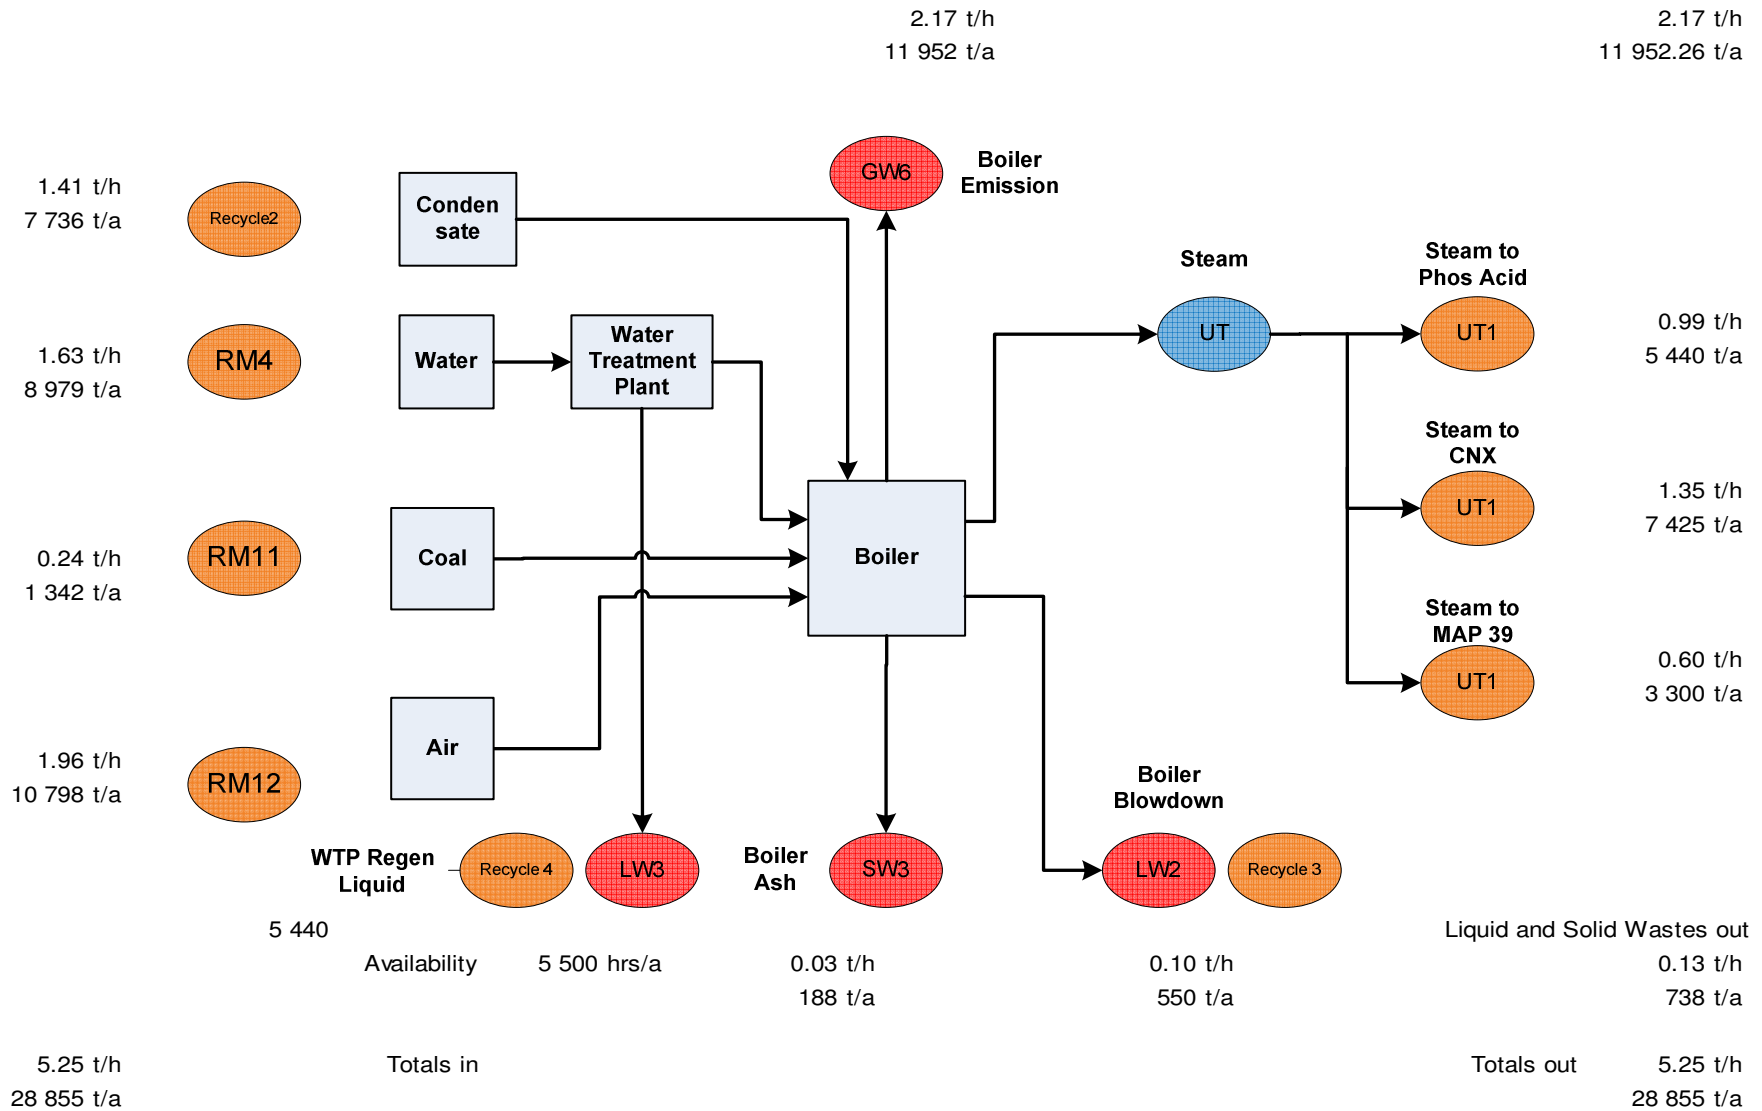 2.17 t/h
2.17 t/h
11 952 t/a
11 952.26 t/a
GW6
Boiler
Emission
1.41 t/h
7 736 t/a
Recycle2
Conden
sate
Steam
Steam to
Phos Acid
1.63 t/h
8 979 t/a
RM4
Water
Water
Treatment
Plant
UT
UT1
0.99 t/h
5 440 t/a
Steam to
CNX
UT1
1.35 t/h
7 425 t/a
0.24 t/h
1 342 t/a
RM11
Coal
Boiler
Steam to
MAP 39
UT1
0.60 t/h
3 300 t/a
1.96 t/h
10 798 t/a
RM12
Air
Boiler
Blowdown
WTP Regen
Liquid
Recycle 4
LW3
Boiler
Ash
SW3
LW2
Recycle 3
5 440
Liquid and Solid Wastes out
Availability
5 500 hrs/a
0.03 t/h
0.10 t/h
0.13 t/h
188 t/a
550 t/a
738 t/a
5.25 t/h
Totals in
Totals out
5.25 t/h
28 855 t/a
28 855 t/a